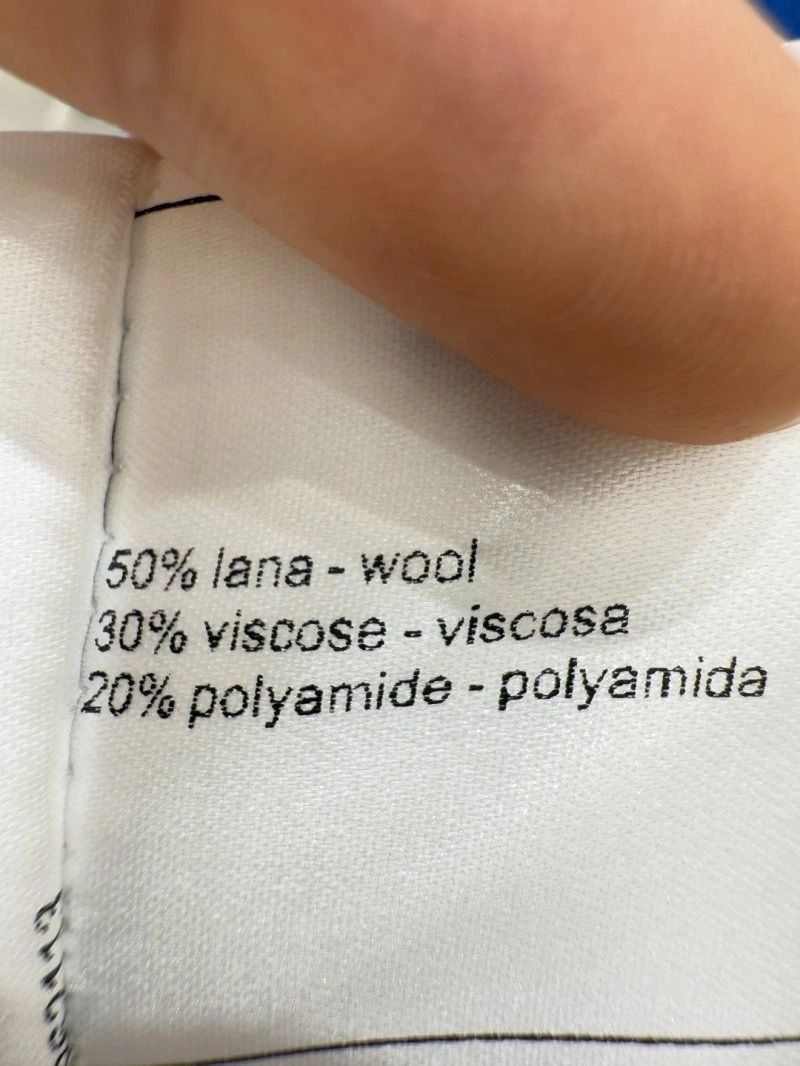 50% lana - wool
30% viscose - viscosa
20% polyamide - polyamida